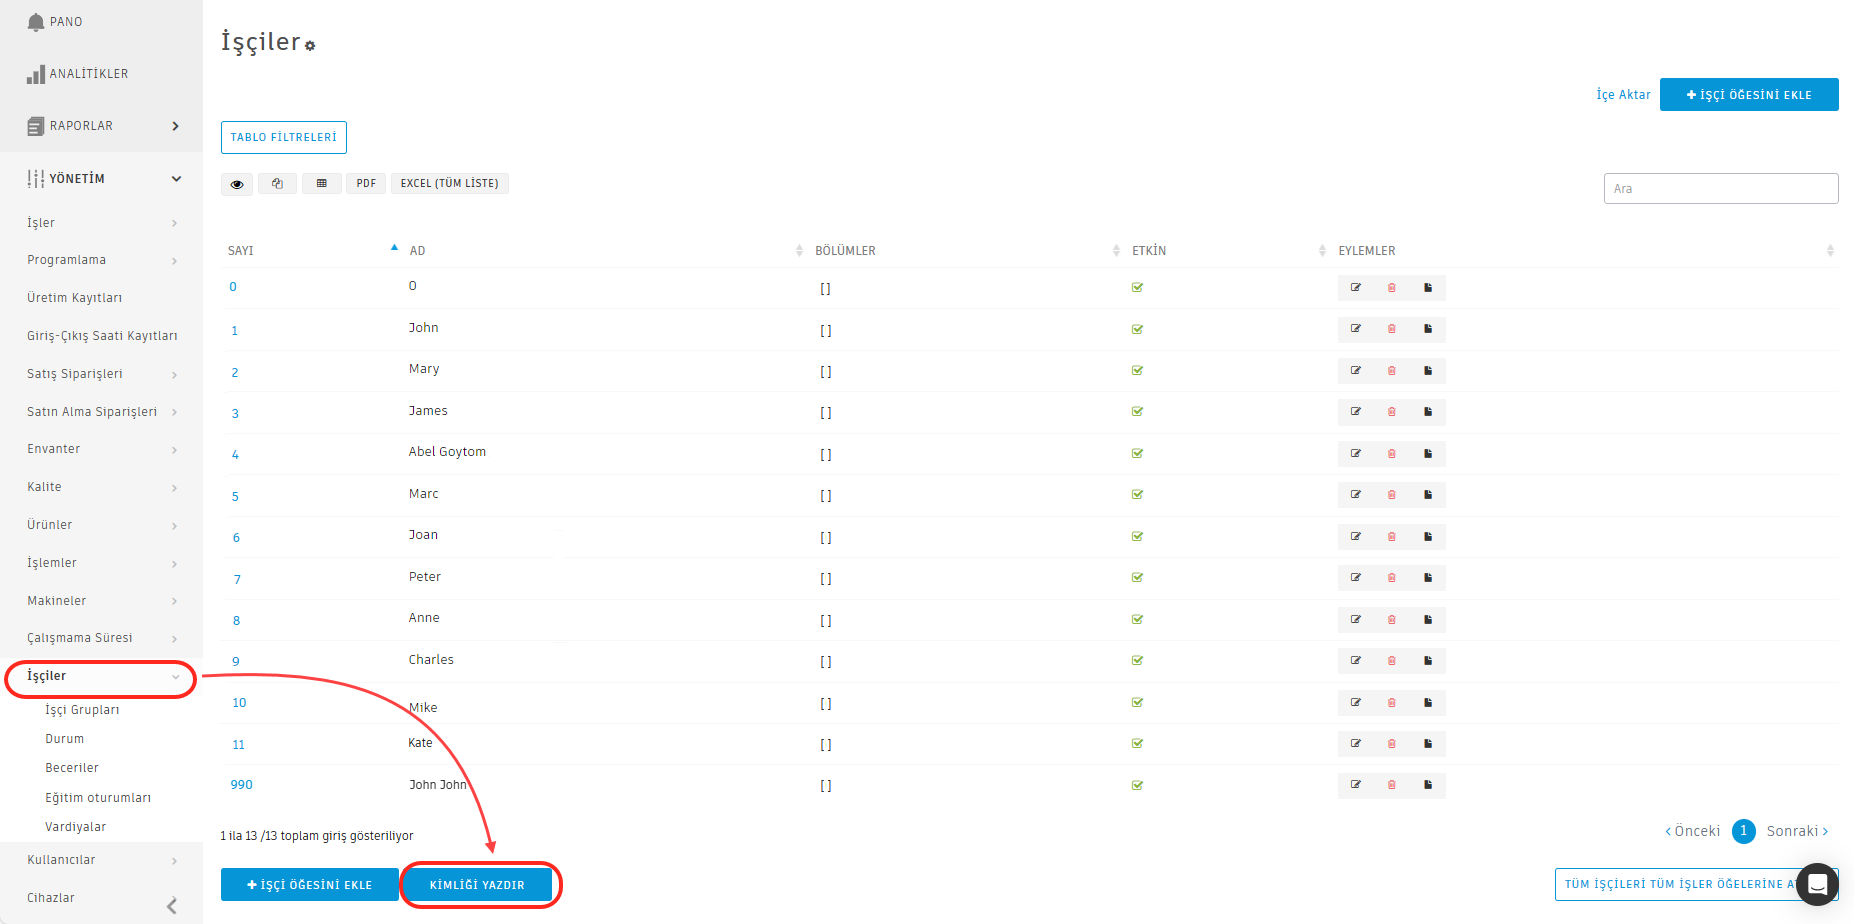 PANO
ANALİTİKLER
RAPORLAR
YÖNETİM
İşler
Programlama
Üretim Kayıtları
Giriş-Çıkış Saati Kayıtları
Satış Siparişleri
Satın Alma Siparişleri
Envanter
Kalite
Ürünler
İşlemler
Makineler
Çalışmama Süresi
İşçiler
İşçi Grupları
Durum
Beceriler
Eğitim oturumları
Vardiyalar
Kullanıcılar
Cihazlar
İşçiler
İçe Aktar
+ İŞÇİ ÖĞESİNİ EKLE
TABLO FİLTRELERİ
PDF EXCEL (TÜM LİSTE)
Ara
SAYI AD BÖLÜMLER ETKİN EYLEMLER
0 0 []
1 John []
2 Mary []
3 James []
4 Abel Goytom []
5 Marc []
6 Joan []
7 Peter []
8 Anne []
9 Charles []
10 Mike []
11 Kate []
990 John John []
1 ila 13 /13 toplam giriş gösteriliyor
‹ Önceki 1 Sonraki ›
+ İŞÇİ ÖĞESİNİ EKLE KİMLİĞİ YAZDIR
TÜM İŞÇİLERİ TÜM İŞLER ÖĞELERİNE